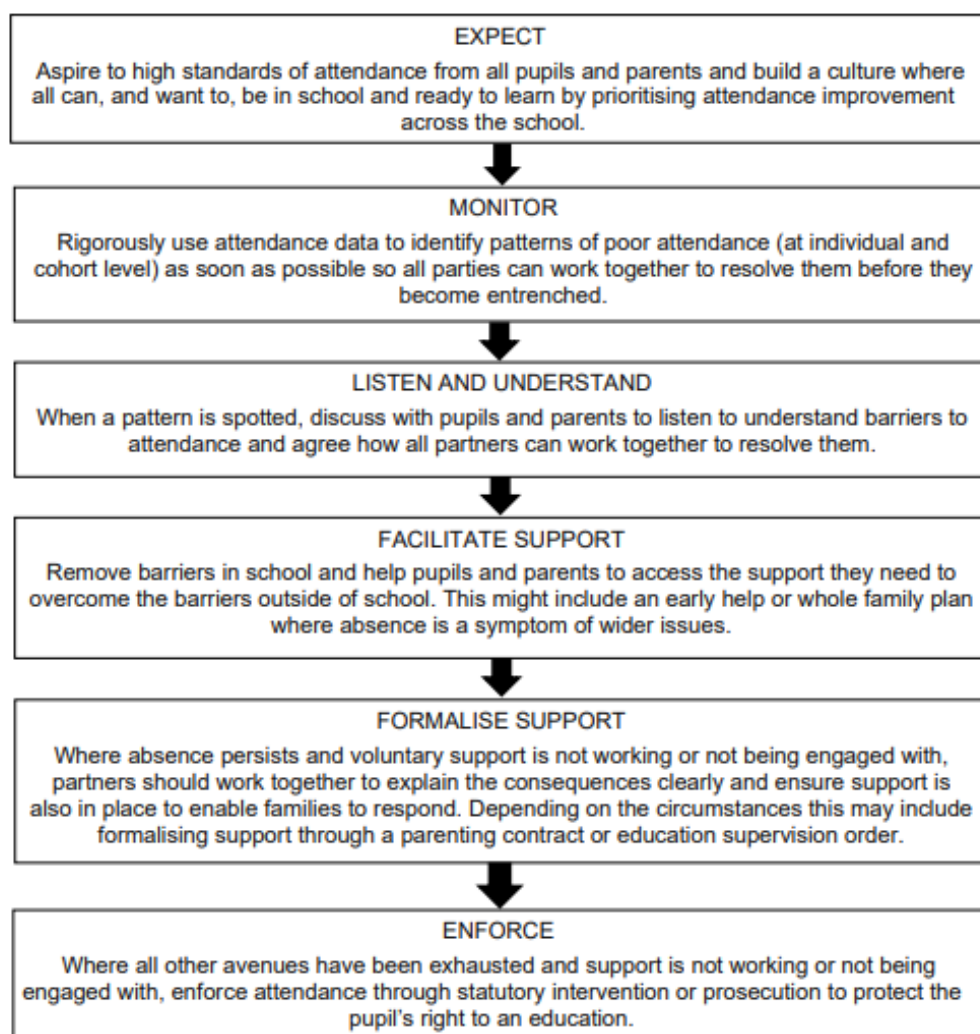 EXPECT
Aspire to high standards of attendance from all pupils and parents and build a culture where
all can, and want to, be in school and ready to learn by prioritising attendance improvement
across the school.
MONITOR
Rigorously use attendance data to identify patterns of poor attendance (at individual and
cohort level) as soon as possible so all parties can work together to resolve them before they
become entrenched.
LISTEN AND UNDERSTAND
When a pattern is spotted, discuss with pupils and parents to listen to understand barriers to
attendance and agree how all partners can work together to resolve them.
FACILITATE SUPPORT
Remove barriers in school and help pupils and parents to access the support they need to
overcome the barriers outside of school. This might include an early help or whole family plan
where absence is a symptom of wider issues.
FORMALISE SUPPORT
Where absence persists and voluntary support is not working or not being engaged with,
partners should work together to explain the consequences clearly and ensure support is
also in place to enable families to respond. Depending on the circumstances this may include
formalising support through a parenting contract or education supervision order.
ENFORCE
Where all other avenues have been exhausted and support is not working or not being
engaged with, enforce attendance through statutory intervention or prosecution to protect the
pupil's right to an education.